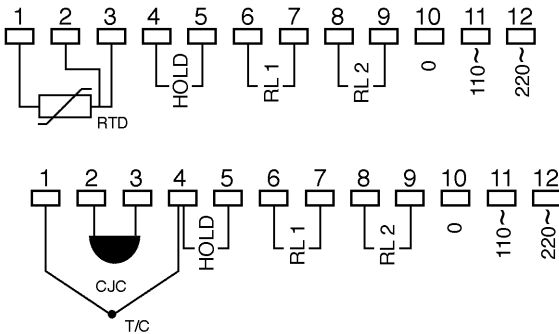 1 2 3 4 5 6 7 8 9 10 11 12
HOLD RL 1 RL 2 0 110~ 220~
RTD
1 2 3 4 5 6 7 8 9 10 11 12
HOLD RL 1 RL 2 0 110~ 220~
CJC
T/C